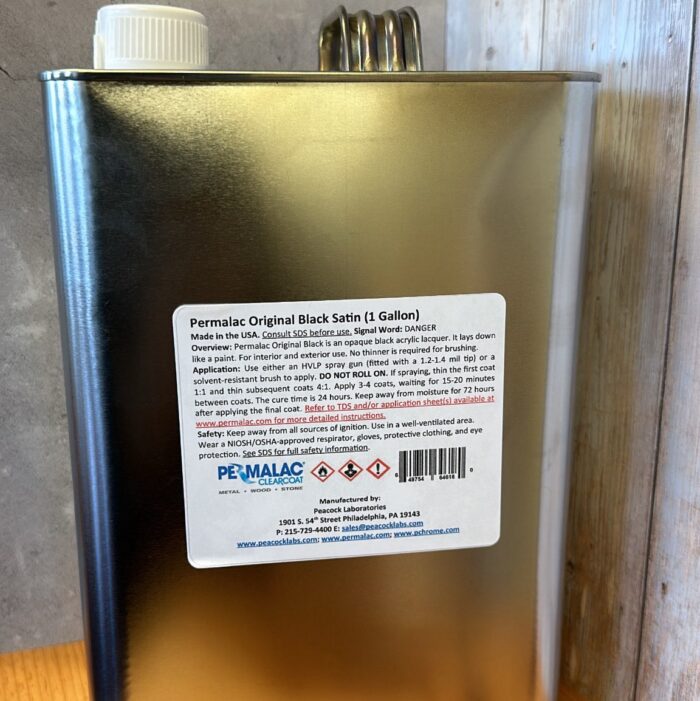 Permalac Original Black Satin (1 Gallon)
Made in the USA. Consult SDS before use. Signal Word: DANGER
Overview: Permalac Original Black is an opaque black acrylic lacquer. It lays down
like a paint. For interior and exterior use. No thinner is required for brushing.
Application: Use either an HVLP spray gun (fitted with a 1.2-1.4 mil tip) or a
solvent-resistant brush to apply. DO NOT ROLL ON. If spraying, thin the first coat
1:1 and thin subsequent coats 4:1. Apply 3-4 coats, waiting for 15-20 minutes
between coats. The cure time is 24 hours. Keep away from moisture for 72 hours
after applying the final coat. Refer to TDS and/or application sheet(s) available at
www.permalac.com for more detailed instructions.
Safety: Keep away from all sources of ignition. Use in a well-ventilated area.
Wear a NIOSH/OSHA-approved respirator, gloves, protective clothing, and eye
protection. See SDS for full safety information.
PERMALAC
CLEARCOAT
METAL • WOOD • STONE
6 49754 64616 0
Manufactured by:
Peacock Laboratories
1901 S. 54th Street Philadelphia, PA 19143
P: 215-729-4400 E: sales@peacocklabs.com
www.peacocklabs.com; www.permalac.com; www.pchrome.com